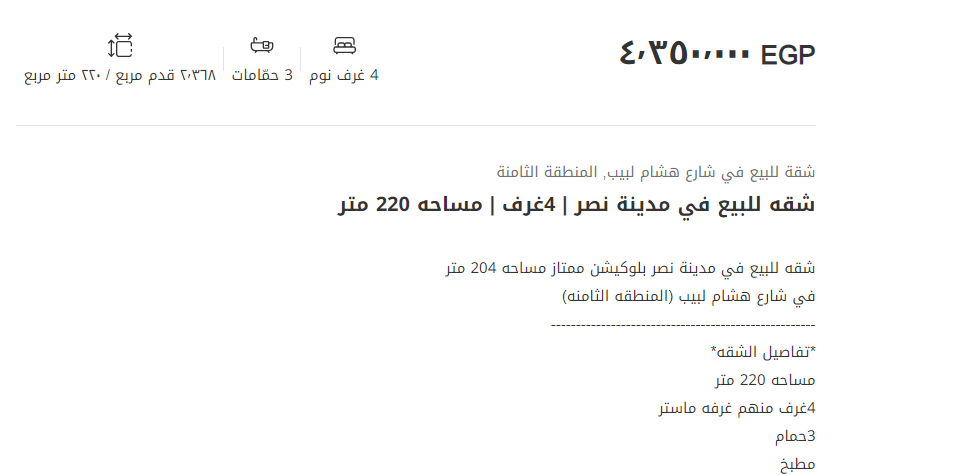 ٤٬٣٥٠٬٠٠٠ EGP
4 غرف نوم
3 حمّامات
٢٬٣٦٨ قدم مربع / ٢٢٠ متر مربع
شقة للبيع في شارع هشام لبيب, المنطقة الثامنة
شقه للبيع في مدينة نصر | 4غرف | مساحه 220 متر
شقه للبيع في مدينة نصر بلوكيشن ممتاز مساحه 204 متر
في شارع هشام لبيب (المنطقه الثامنه)
-----------------------------------------------------
*تفاصيل الشقه*
مساحه 220 متر
4غرف منهم غرفه ماستر
3حمام
مطبخ